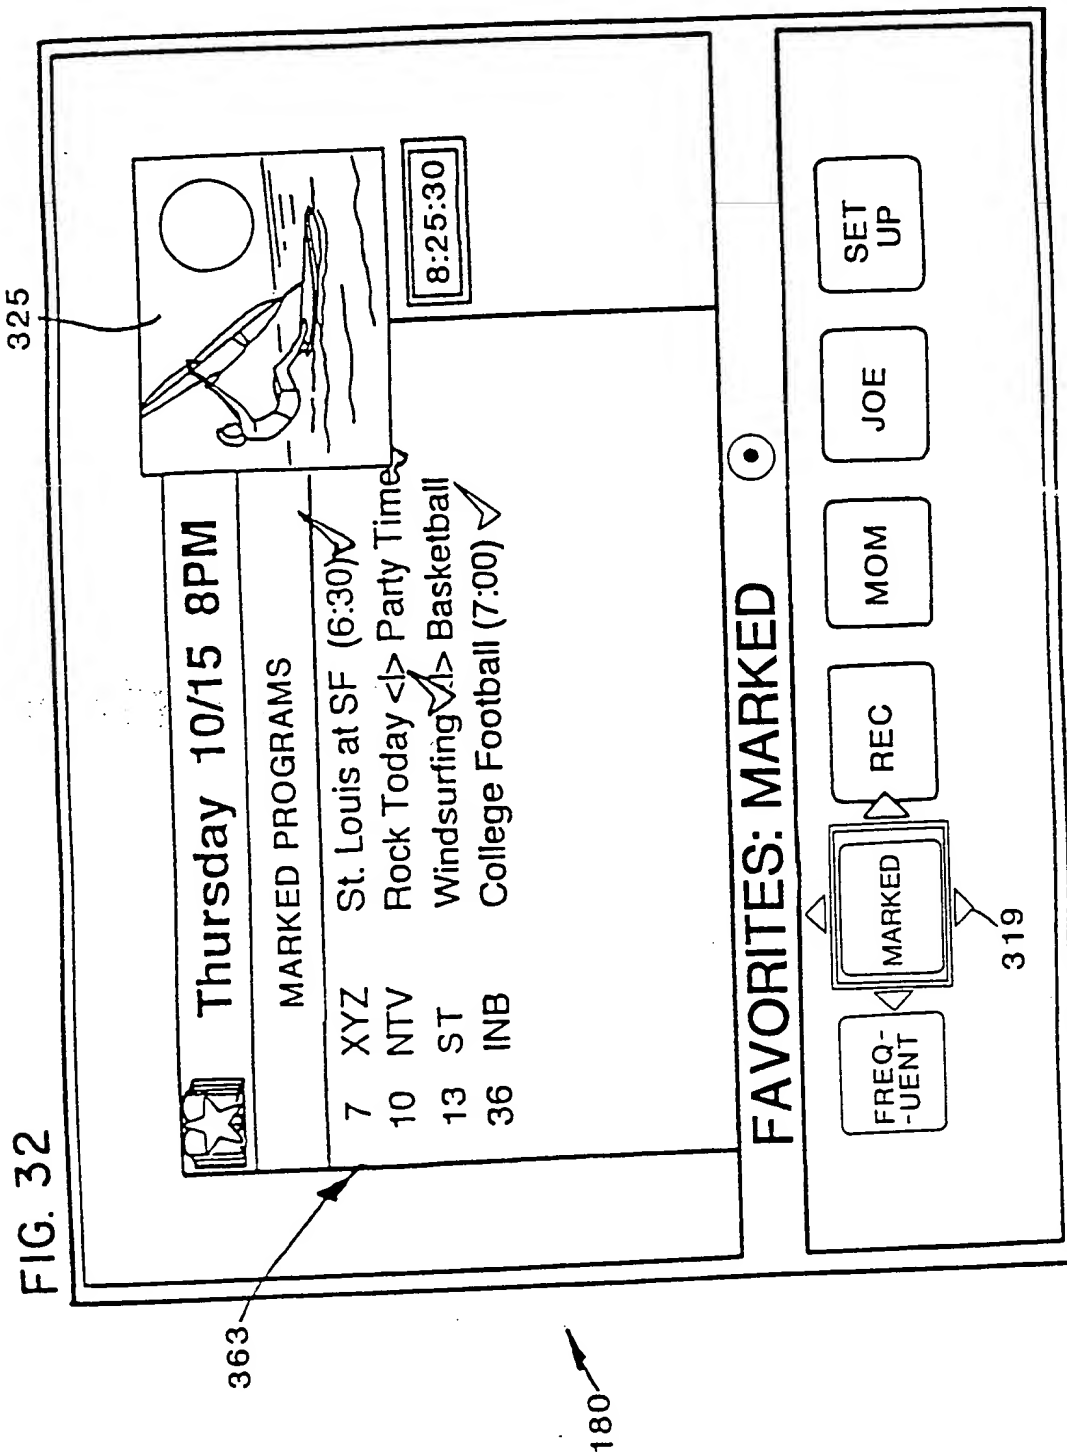 FIG. 32
325
363
180
Thursday 10/15 8PM
MARKED PROGRAMS
7 XYZ St. Louis at SF (6:30)
10 NTV Rock Today <|> Party Time
13 ST Windsurfing <|> Basketball
36 INB College Football (7:00)
8:25:30
FAVORITES: MARKED
FREQ-
-UENT
MARKED
REC
MOM
JOE
SET
UP
319